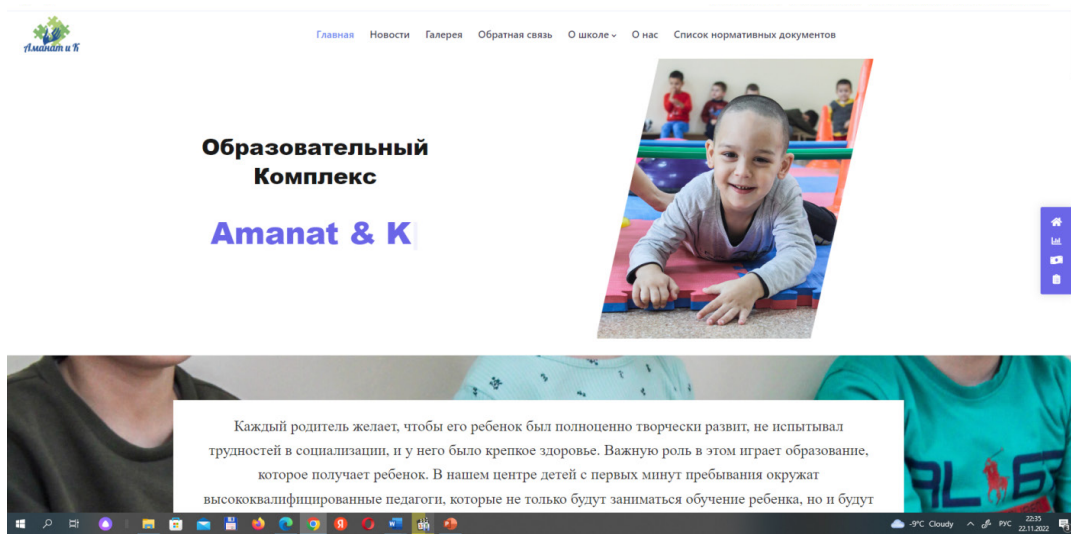 Аманат и К
Главная Новости Галерея Обратная связь О школе О нас Список нормативных документов
Образовательный
Комплекс
Amanat & K
Каждый родитель желает, чтобы его ребенок был полноценно творчески развит, не испытывал
трудностей в социализации, и у него было крепкое здоровье. Важную роль в этом играет образование,
которое получает ребенок. В нашем центре детей с первых минут пребывания окружат
высококвалифицированные педагоги, которые не только будут заниматься обучение ребенка, но и будут
-9°C Cloudy РУС 22:35
22.11.2022